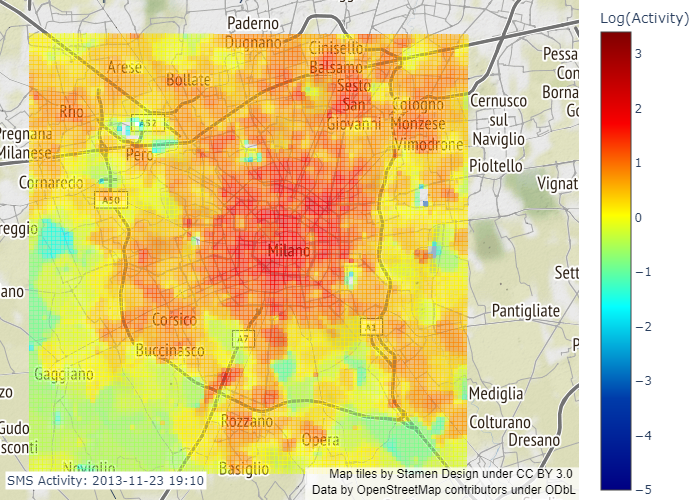 Paderno
Dugnano
Cinisello
Balsamo
Arese
Bollate
Sesto
San
Giovanni
Cologno
Monzese
Cernusco
sul
Naviglio
Pessa
Con
Borna
Go
Rho
A52
Pregnana
Milanese
Pero
Vimodrone
Pioltello
Cornaredo
Vignat
A50
reggio
Milano
Sett
ano
Pantigliate
Corsico
A7
A1
P
Buccinasco
Gaggiano
zo
Mediglia
Rozzano
Colturano
Gudo
sconti
Opera
Dresano
Noviglio
Basiglio
SMS Activity: 2013-11-23 19:10
Map tiles by Stamen Design under CC BY 3.0
Data by OpenStreetMap contributors under ODbL
Log(Activity)
3
2
1
0
−1
−2
−3
−4
−5